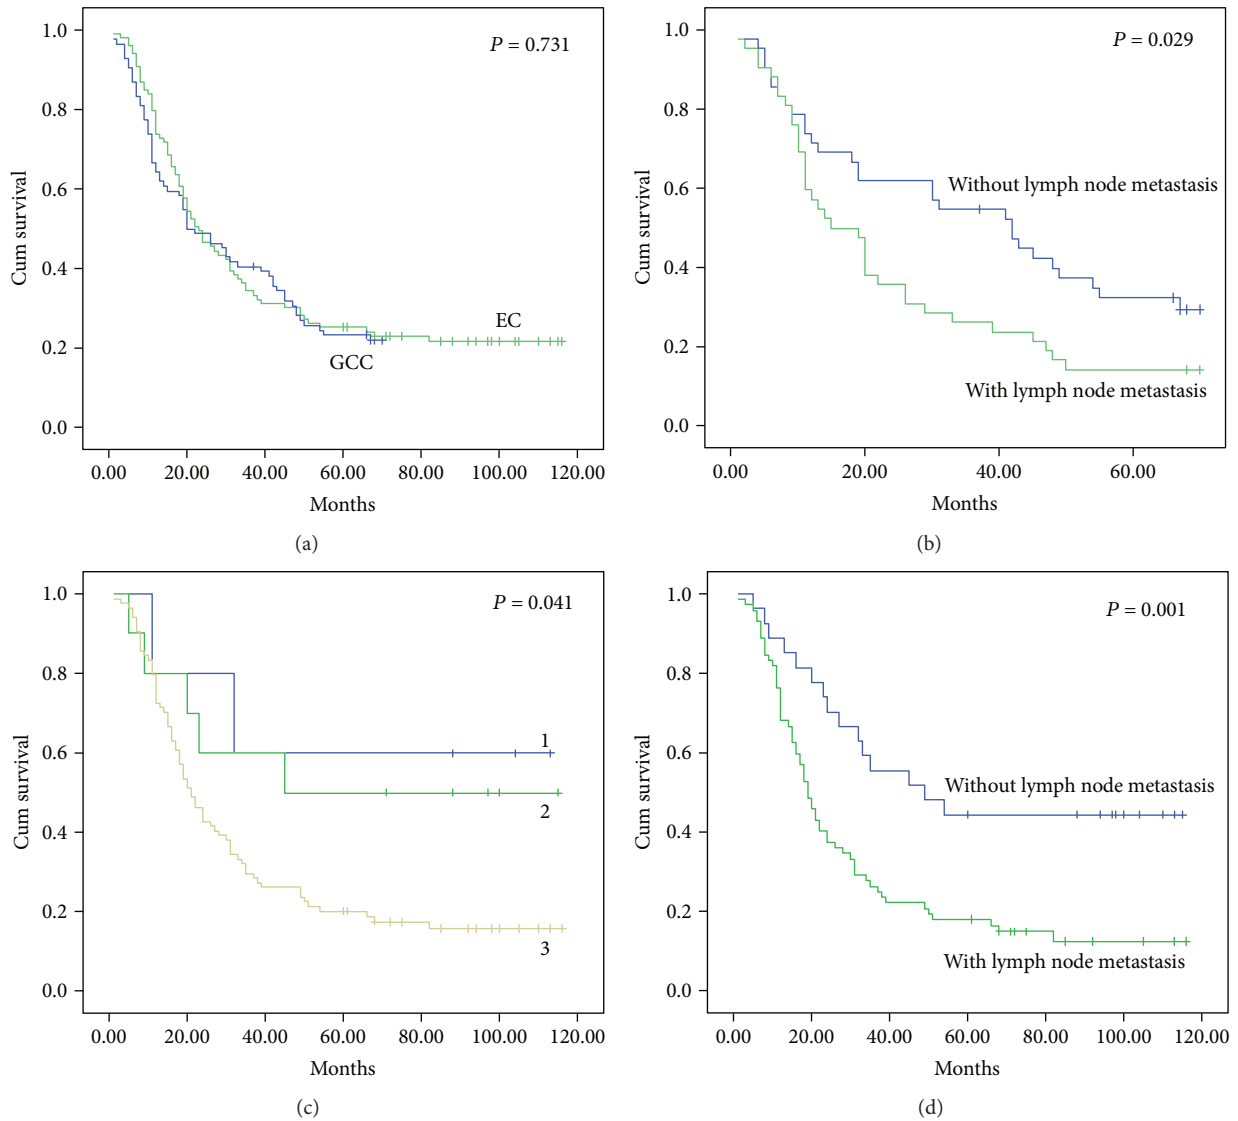 1.0
0.8
0.6
0.4
0.2
0.0
Cum survival
P = 0.731
EC
GCC
0.00 20.00 40.00 60.00 80.00 100.00 120.00
Months
(a)
1.0
0.8
0.6
0.4
0.2
0.0
Cum survival
P = 0.029
Without lymph node metastasis
With lymph node metastasis
0.00 20.00 40.00 60.00
Months
(b)
1.0
0.8
0.6
0.4
0.2
0.0
Cum survival
P = 0.041
1
2
3
0.00 20.00 40.00 60.00 80.00 100.00 120.00
Months
(c)
1.0
0.8
0.6
0.4
0.2
0.0
Cum survival
P = 0.001
Without lymph node metastasis
With lymph node metastasis
0.00 20.00 40.00 60.00 80.00 100.00 120.00
Months
(d)